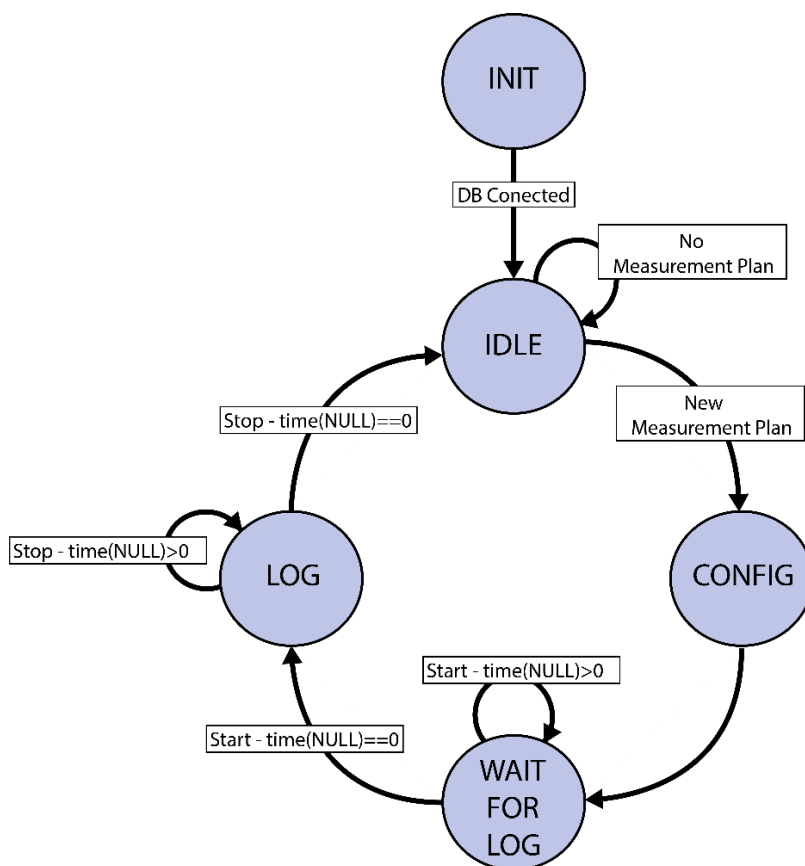 INIT
DB Conected
No
Measurement Plan
IDLE
New
Measurement Plan
Stop - time(NULL)==0
Stop - time(NULL)>0
LOG
CONFIG
Start - time(NULL)>0
Start - time(NULL)==0
WAIT
FOR
LOG